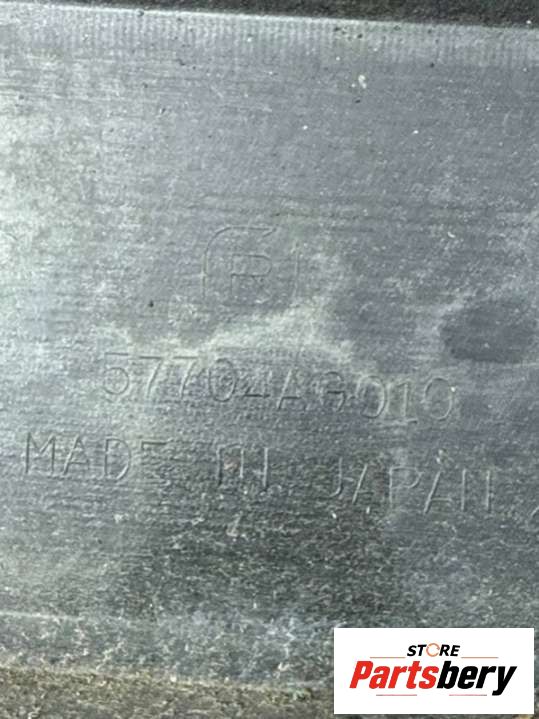 R
57704AG010
MADE IN JAPAN
STORE
Partsbery